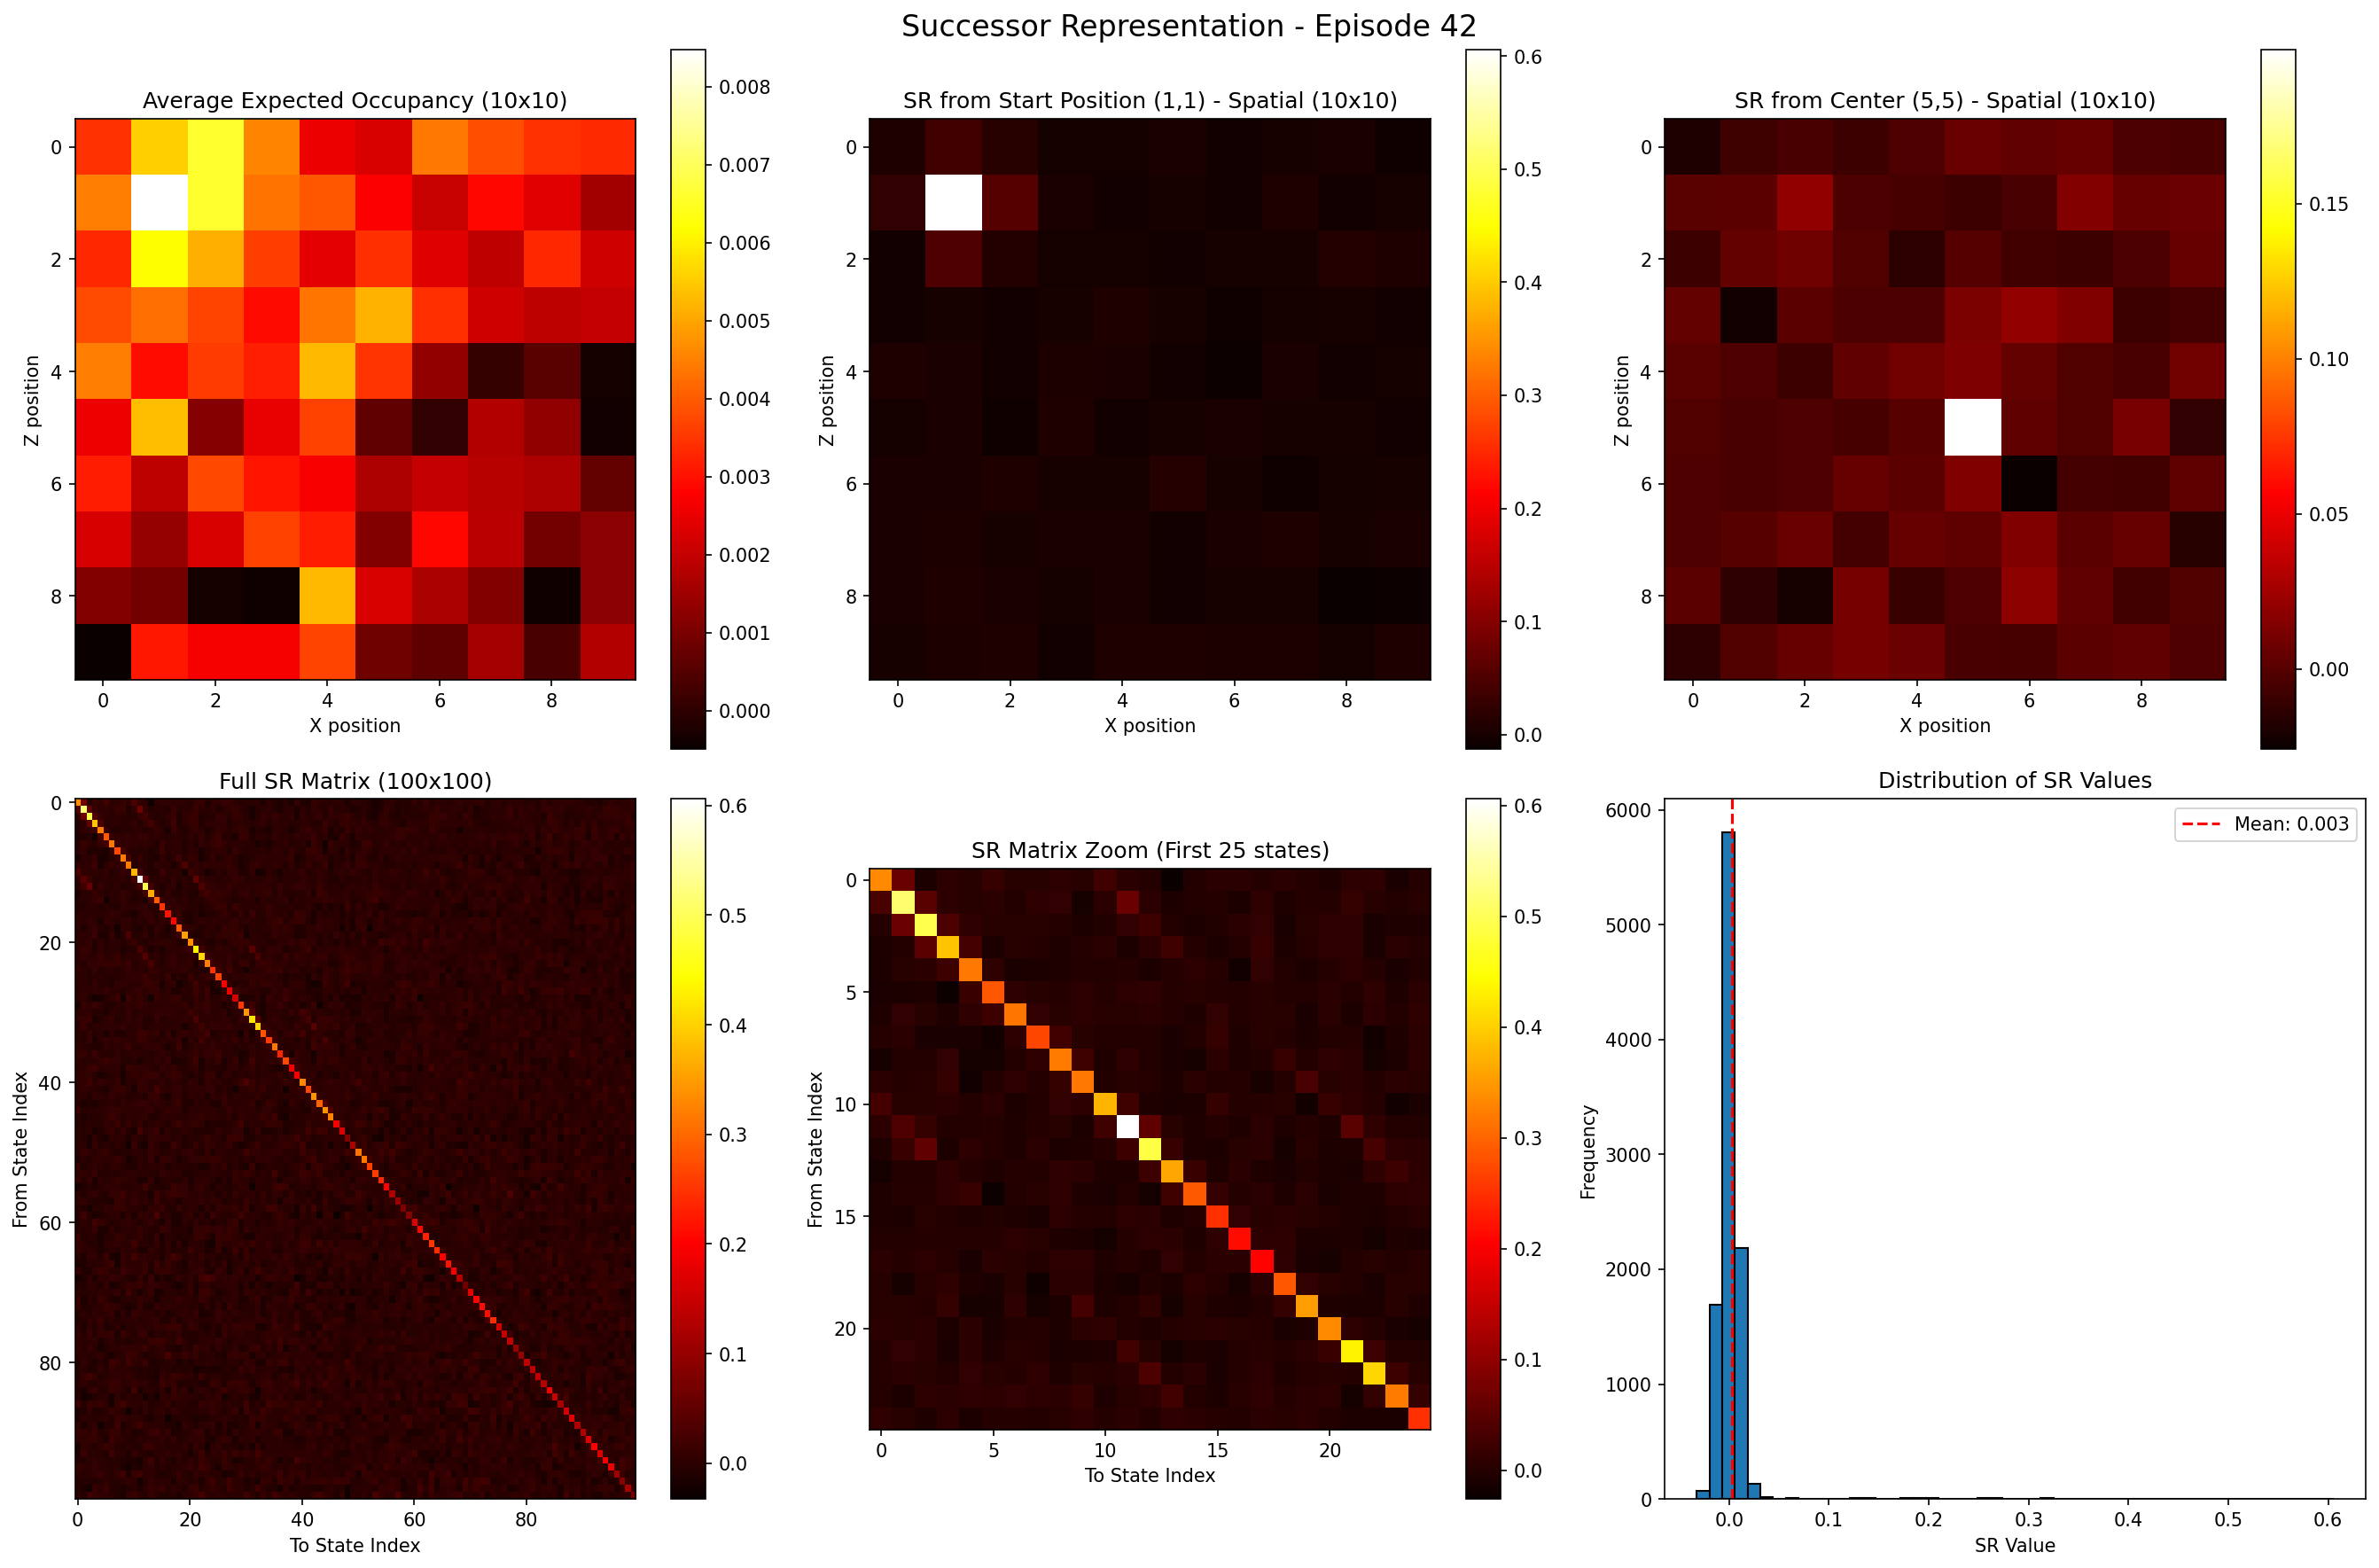 Successor Representation - Episode 42
Average Expected Occupancy (10x10)
Z position
0
2
4
6
8
0 2 4 6 8
X position
0.008
0.007
0.006
0.005
0.004
0.003
0.002
0.001
0.000
SR from Start Position (1,1) - Spatial (10x10)
Z position
0
2
4
6
8
0 2 4 6 8
X position
0.6
0.5
0.4
0.3
0.2
0.1
0.0
SR from Center (5,5) - Spatial (10x10)
Z position
0
2
4
6
8
0 2 4 6 8
X position
0.15
0.10
0.05
0.00
Full SR Matrix (100x100)
From State Index
0
20
40
60
80
0 20 40 60 80
To State Index
0.6
0.5
0.4
0.3
0.2
0.1
0.0
SR Matrix Zoom (First 25 states)
From State Index
0
5
10
15
20
0 5 10 15 20
To State Index
0.6
0.5
0.4
0.3
0.2
0.1
0.0
Distribution of SR Values
Mean: 0.003
Frequency
6000
5000
4000
3000
2000
1000
0
0.0 0.1 0.2 0.3 0.4 0.5 0.6
SR Value